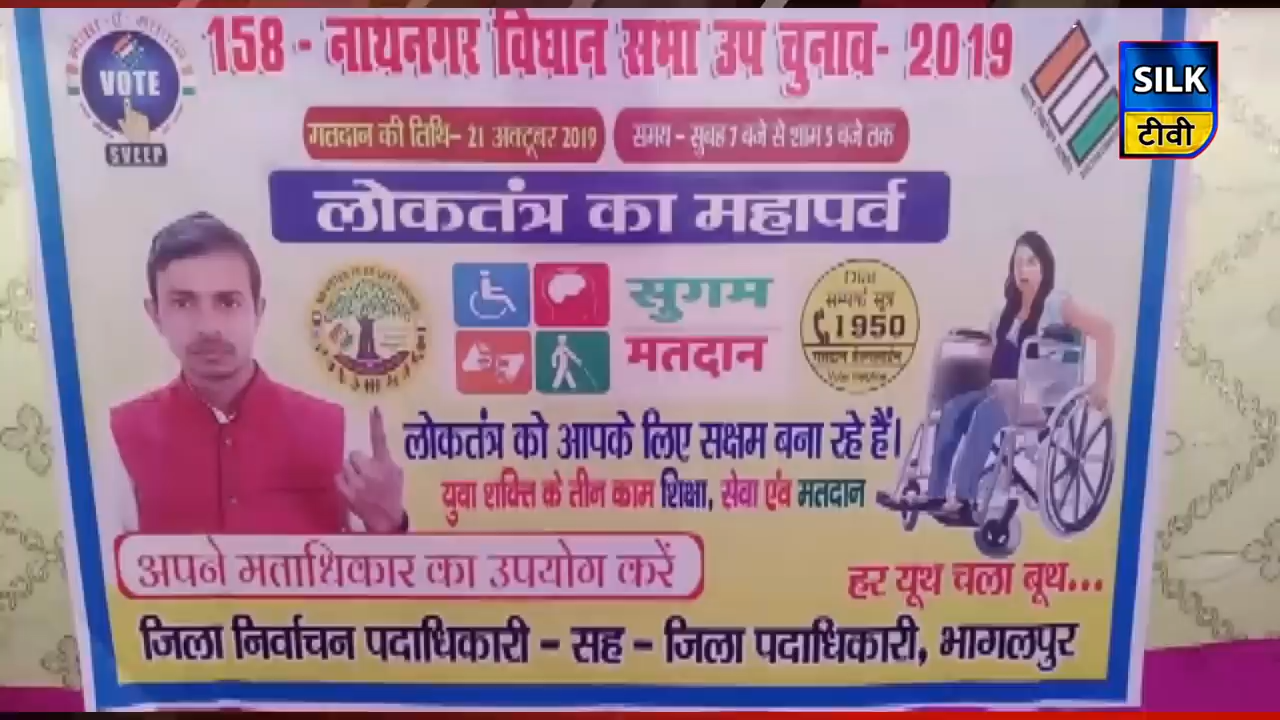 158 - नाथनगर विधान सभा उप चुनाव- 2019
VOTE
SVEEP
SILK
टीवी
मतदान की तिथि– 21 अक्टूबर 2019
समय – सुबह 7 बजे से शाम 5 बजे तक
लोकतंत्र का महापर्व
सुगम
मतदान
सम्पर्क सूत्र
1950
लोकतंत्र को आपके लिए सक्षम बना रहे हैं।
युवा शक्ति के तीन काम शिक्षा, सेवा एंव मतदान
अपने मताधिकार का उपयोग करें
हर यूथ चला बूथ...
जिला निर्वाचन पदाधिकारी – सह – जिला पदाधिकारी, भागलपुर